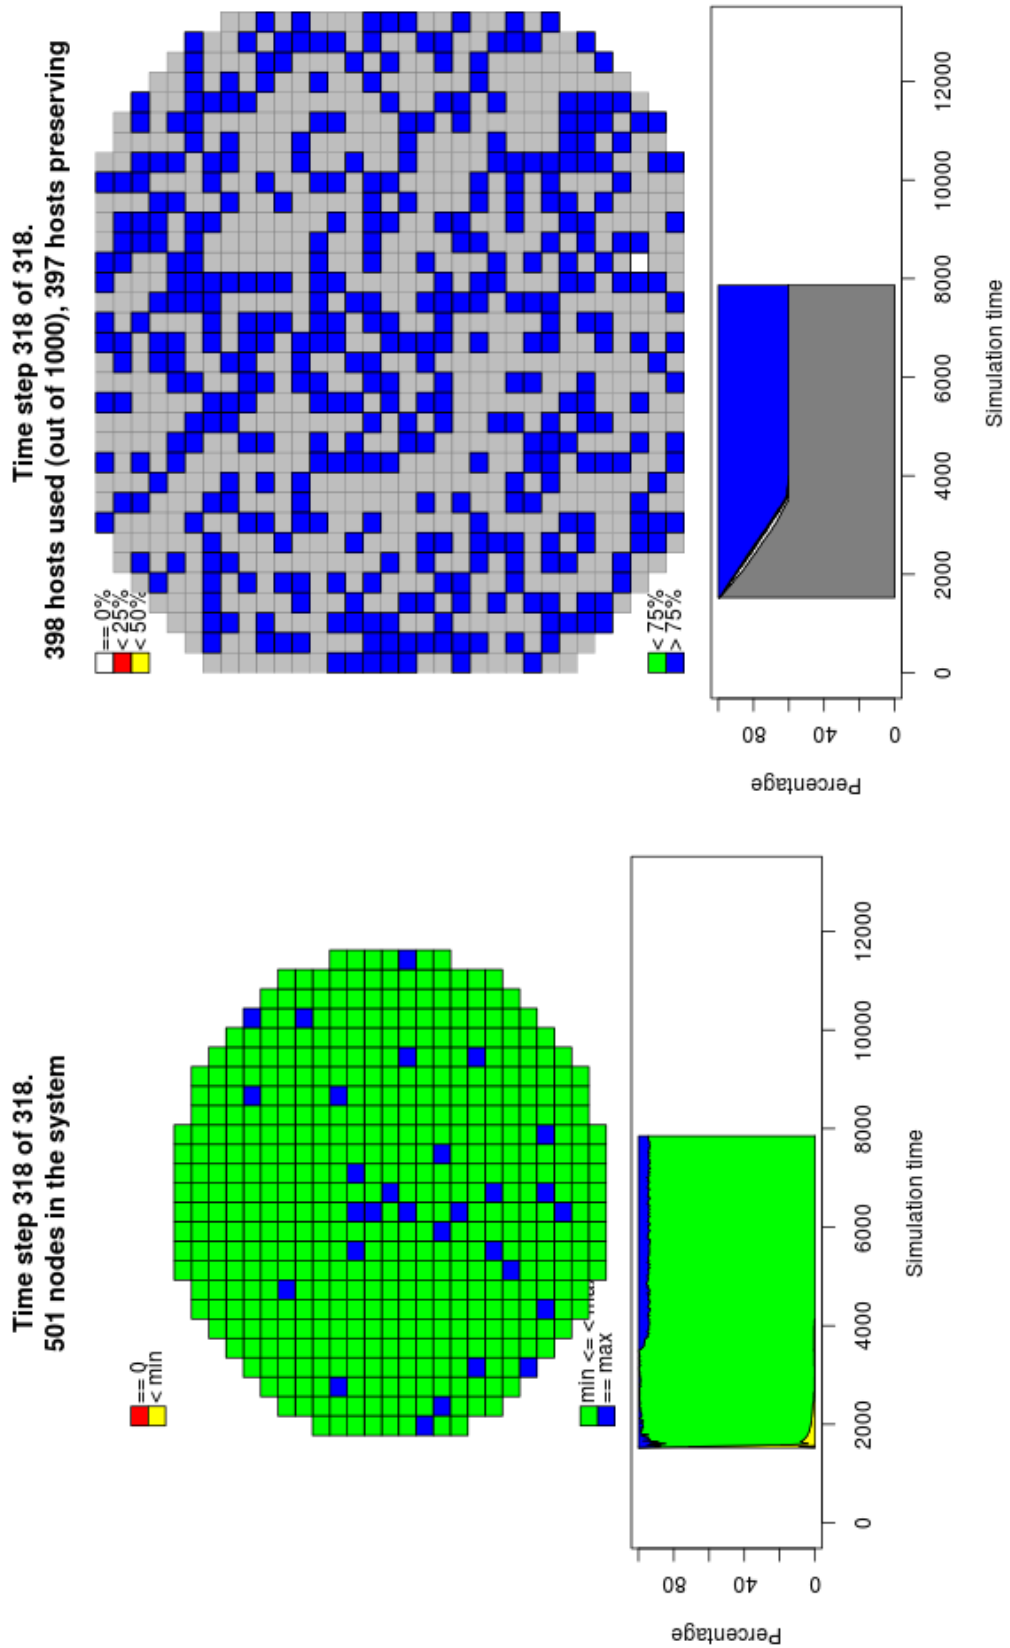 Time step 318 of 318.
501 nodes in the system
== 0
< min
min <= <
== max
Percentage
0
40
80
0
2000
4000
6000
8000
10000
12000
Simulation time
Time step 318 of 318.
398 hosts used (out of 1000), 397 hosts preserving
== 0%
< 25%
< 50%
< 75%
> 75%
Percentage
0
40
80
0
2000
4000
6000
8000
10000
12000
Simulation time